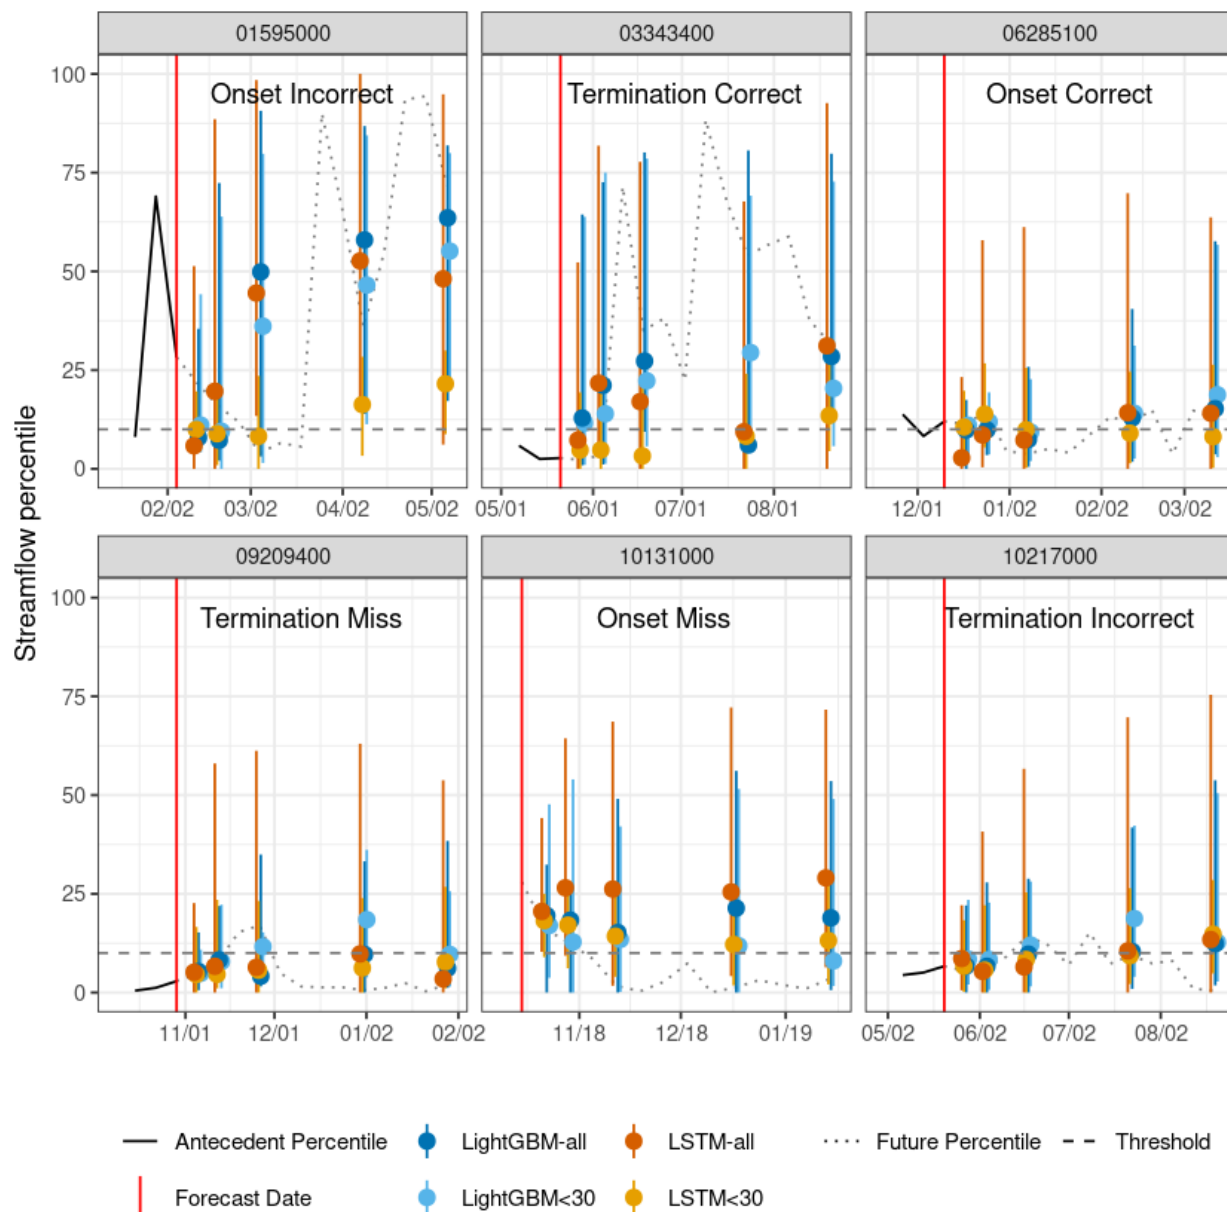 01595000 03343400 06285100
Onset Incorrect Termination Correct Onset Correct
100
75
50
25
0
02/02 03/02 04/02 05/02 05/01 06/01 07/01 08/01 12/01 01/02 02/02 03/02
Streamflow percentile
09209400 10131000 10217000
Termination Miss Onset Miss Termination Incorrect
100
75
50
25
0
11/01 12/01 01/02 02/02 11/18 12/18 01/19 05/02 06/02 07/02 08/02
Antecedent Percentile LightGBM-all LSTM-all Future Percentile Threshold
Forecast Date LightGBM<30 LSTM<30